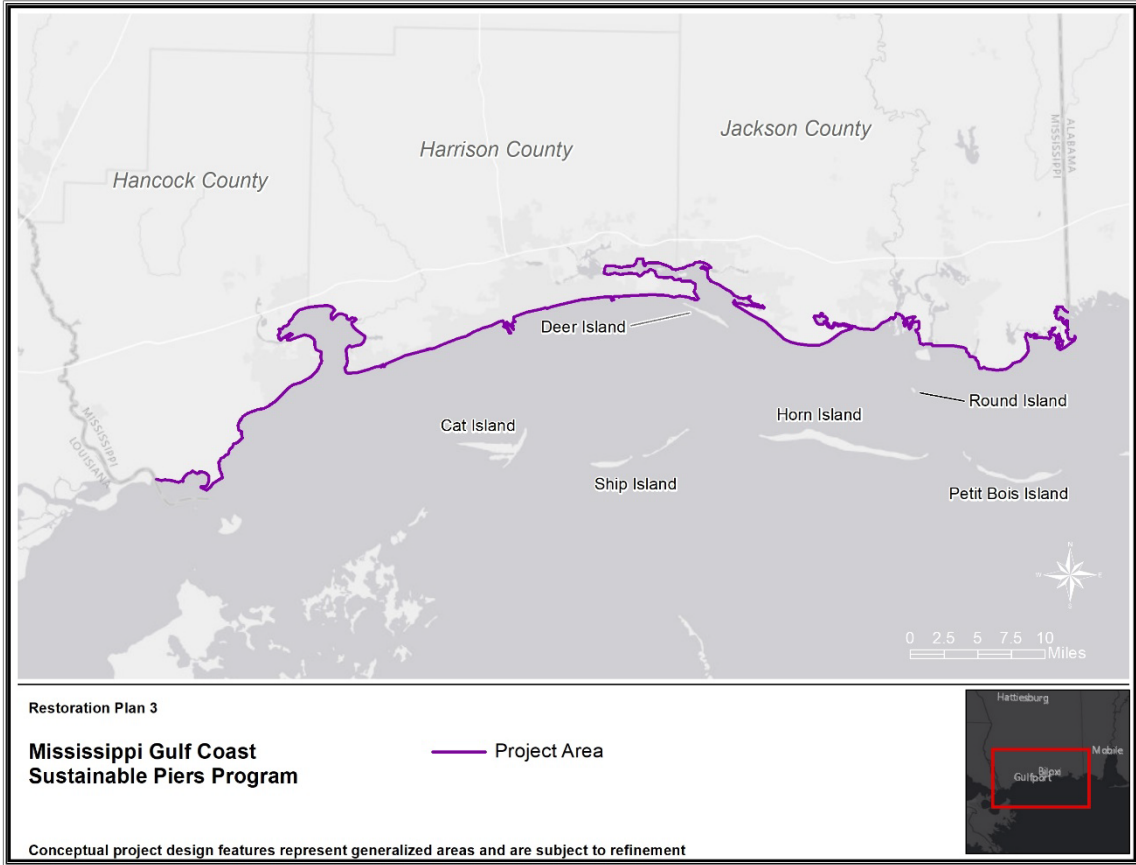 Jackson County
Harrison County
Hancock County
ALABAMA
MISSISSIPPI
Deer Island
Round Island
Cat Island
Horn Island
MISSISSIPPI
LOUISIANA
Ship Island
Petit Bois Island
N
0 2.5 5 7.5 10
Miles
Restoration Plan 3
Mississippi Gulf Coast
Sustainable Piers Program
Project Area
Conceptual project design features represent generalized areas and are subject to refinement
Hattiesburg
Mobile
Biloxi
Gulfport